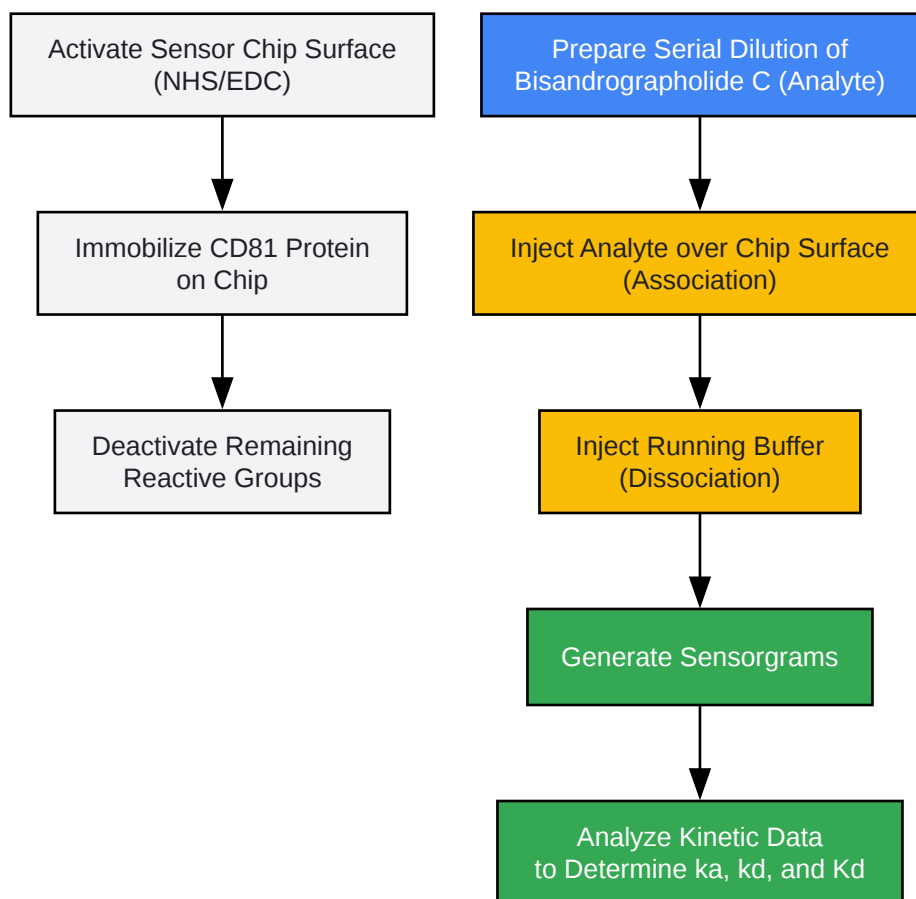 Activate Sensor Chip Surface
(NHS/EDC)
Immobilize CD81 Protein
on Chip
Deactivate Remaining
Reactive Groups
Prepare Serial Dilution of
Bisandrographolide C (Analyte)
Inject Analyte over Chip Surface
(Association)
Inject Running Buffer
(Dissociation)
Generate Sensorgrams
Analyze Kinetic Data
to Determine ka, kd, and Kd